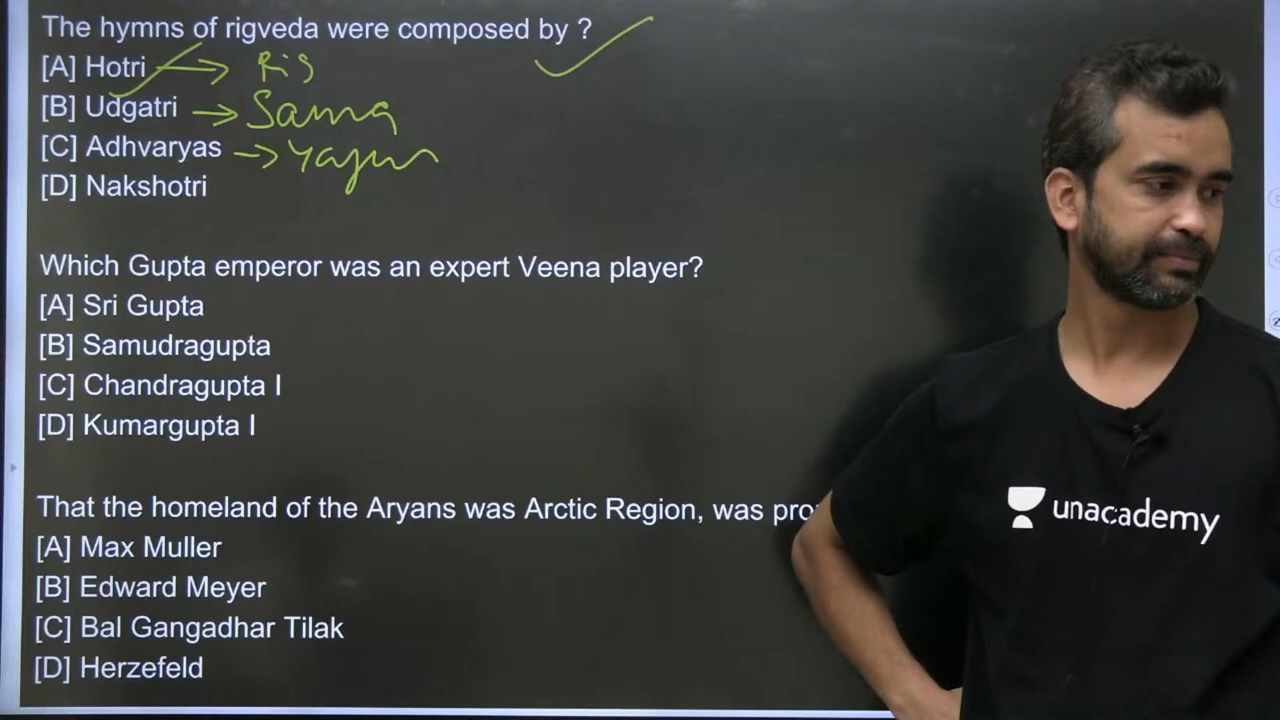 The hymns of rigveda were composed by ?
[A] Hotri → Rig
[B] Udgatri → Sama
[C] Adhvaryas → Yajur
[D] Nakshotri
Which Gupta emperor was an expert Veena player?
[A] Sri Gupta
[B] Samudragupta
[C] Chandragupta I
[D] Kumargupta I
That the homeland of the Aryans was Arctic Region, was
[A] Max Muller
[B] Edward Meyer
[C] Bal Gangadhar Tilak
[D] Herzefeld
unacademy